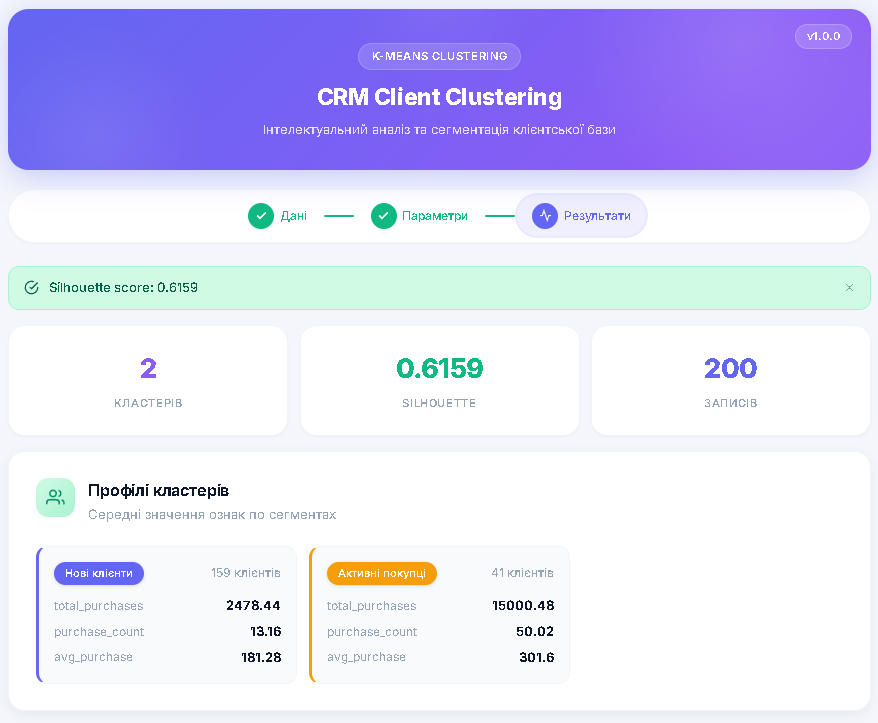 v1.0.0
K-MEANS CLUSTERING
CRM Client Clustering
Інтелектуальний аналіз та сегментація клієнтської бази
Дані
Параметри
Результати
Silhouette score: 0.6159
2
КЛАСТЕРІВ
0.6159
SILHOUETTE
200
ЗАПИСІВ
Профілі кластерів
Середні значення ознак по сегментах
Нові клієнти 159 клієнтів
total_purchases 2478.44
purchase_count 13.16
avg_purchase 181.28
Активні покупці 41 клієнтів
total_purchases 15000.48
purchase_count 50.02
avg_purchase 301.6